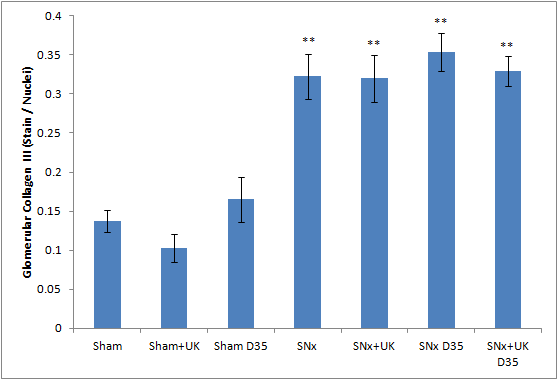 0.4
0.35
0.3
0.25
0.2
0.15
0.1
0.05
0
Glomerular Collagen III (Stain / Nuclei)
** ** ** **
Sham Sham+UK Sham D35 SNx SNx+UK SNx D35 SNx+UK
D35